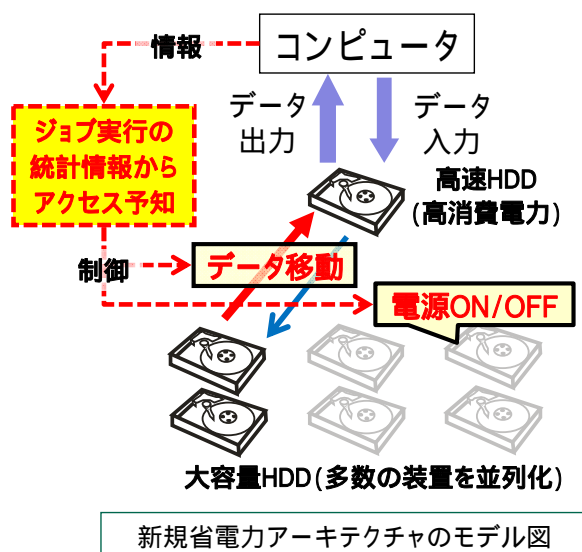 情報
コンピュータ
データ
出力
データ
入力
ジョブ実行の
統計情報から
アクセス予知
高速HDD
(高消費電力)
制御
データ移動
電源ON/OFF
大容量HDD(多数の装置を並列化)
新規省電力アーキテクチャのモデル図